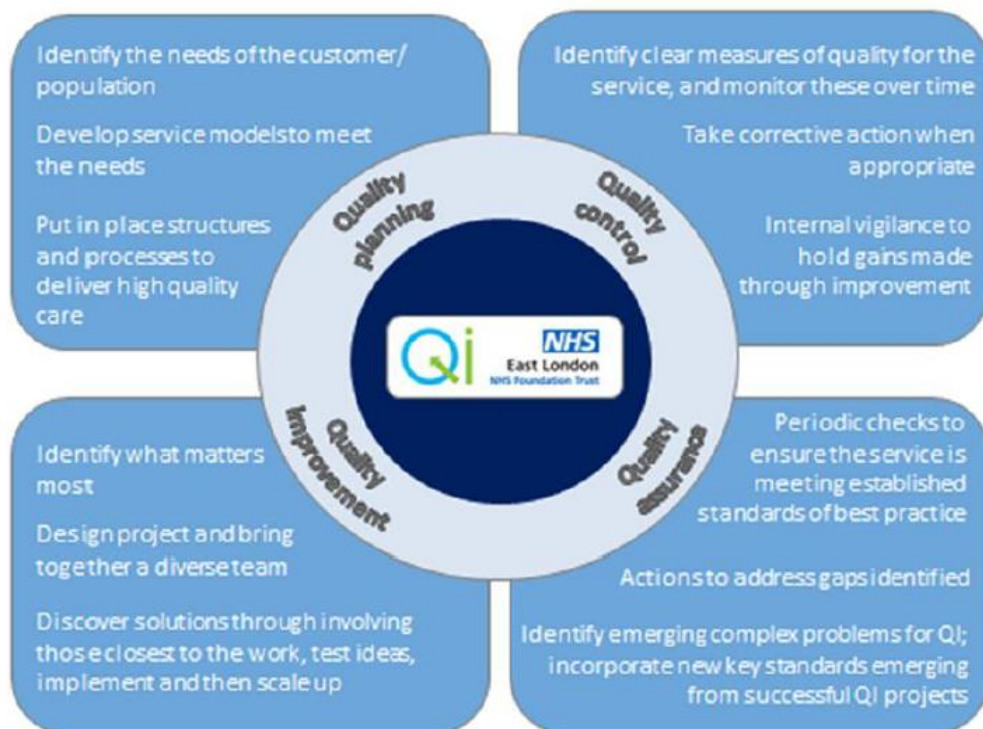 Identify the needs of the customer/
population
Develop service models to meet
the needs
Put in place structures
and processes to
deliver high quality
care
Identify clear measures of quality for the
service, and monitor these over time
Take corrective action when
appropriate
Internal vigilance to
hold gains made
through improvement
Quality
planning
Quality
control
Qi
NHS
East London
NHS Foundation Trust
Quality
Improvement
Quality
assurance
Identify what matters
most
Design project and bring
together a diverse team
Discover solutions through involving
those closest to the work, test ideas,
implement and then scale up
Periodic checks to
ensure the service is
meeting established
standards of best practice
Actions to address gaps identified
Identify emerging complex problems for QI;
incorporate new key standards emerging
from successful QI projects